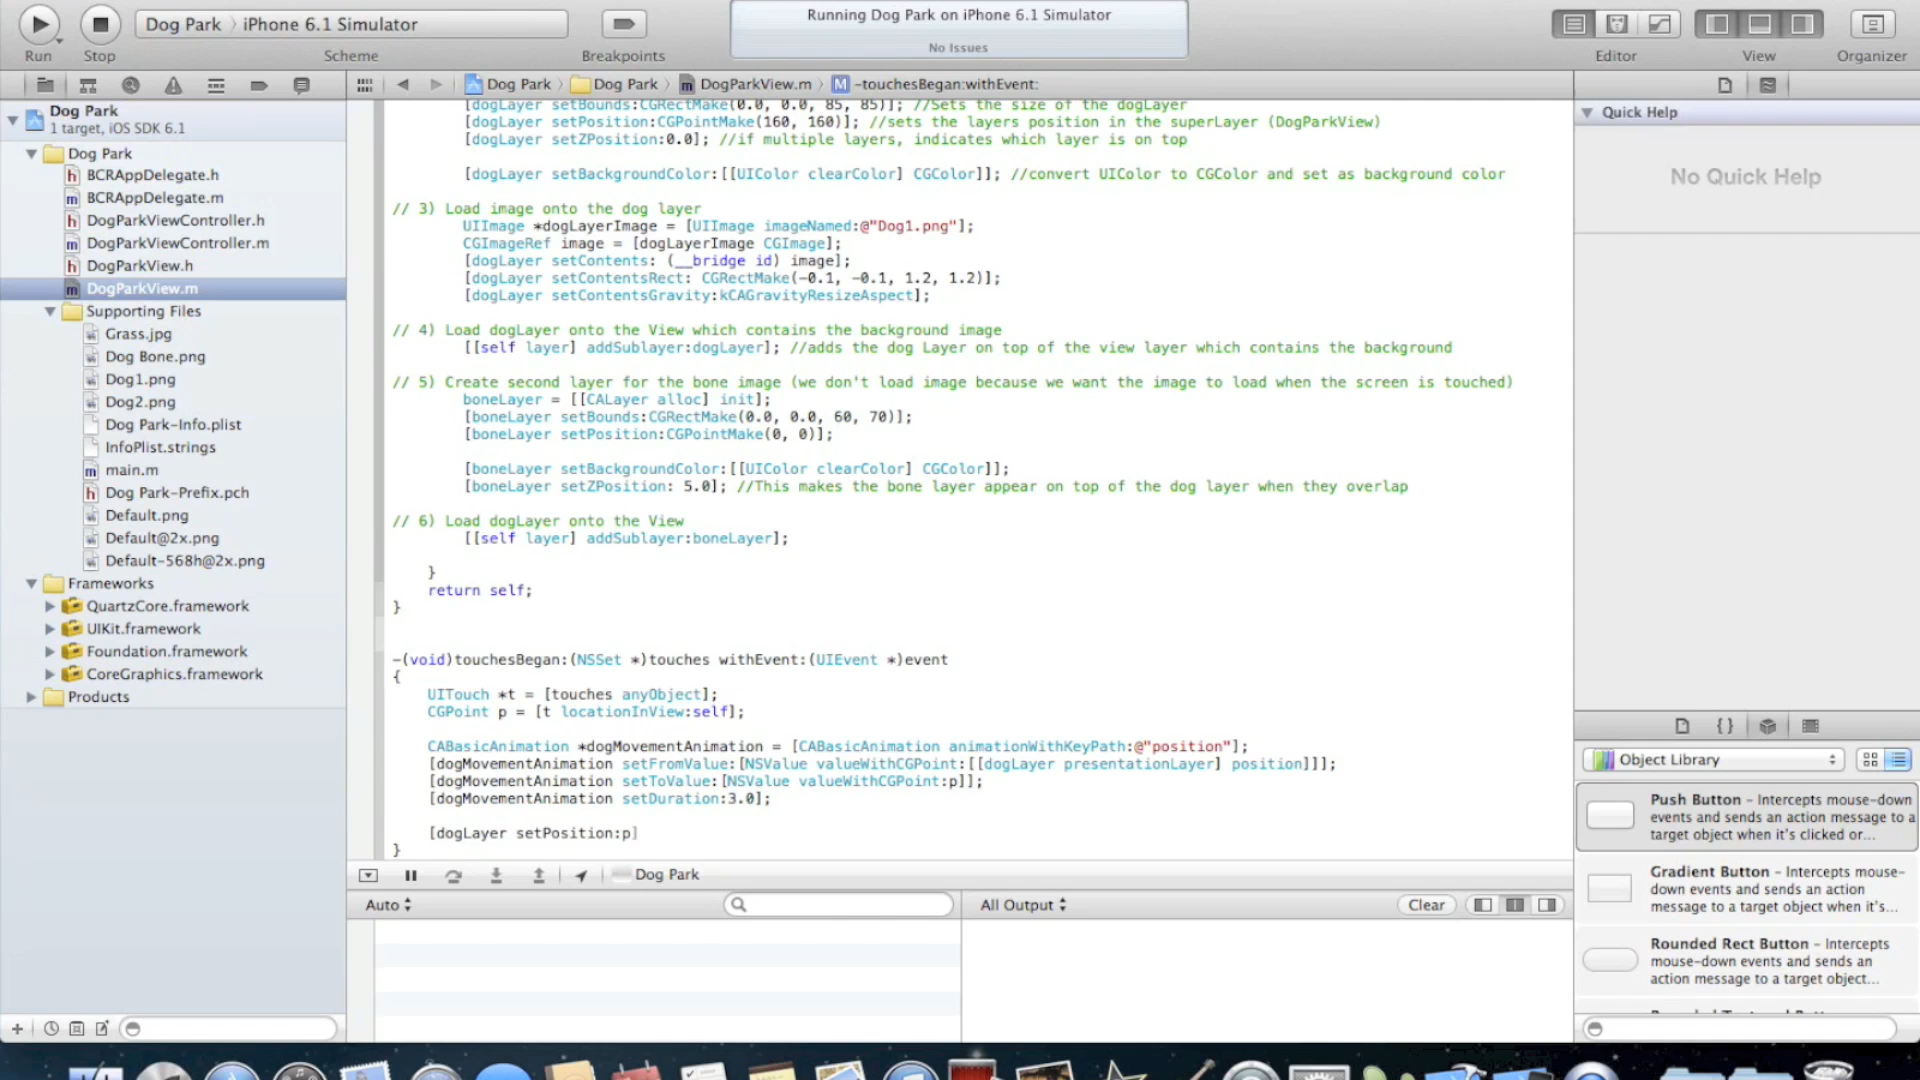 Dog Park 〉 iPhone 6.1 Simulator
Running Dog Park on iPhone 6.1 Simulator
No Issues
Run
Stop
Scheme
Breakpoints
Editor
View
Organizer
Dog Park 〉 Dog Park 〉 DogParkView.m 〉 M -touchesBegan:withEvent:
Dog Park
1 target, iOS SDK 6.1
Dog Park
h BCRAppDelegate.h
m BCRAppDelegate.m
h DogParkViewController.h
m DogParkViewController.m
h DogParkView.h
m DogParkView.m
Supporting Files
Grass.jpg
Dog Bone.png
Dog1.png
Dog2.png
Dog Park-Info.plist
InfoPlist.strings
m main.m
h Dog Park-Prefix.pch
Default.png
Default@2x.png
Default-568h@2x.png
Frameworks
QuartzCore.framework
UIKit.framework
Foundation.framework
CoreGraphics.framework
Products
[dogLayer setBounds:CGRectMake(0.0, 0.0, 85, 85)]; //Sets the size of the dogLayer
[dogLayer setPosition:CGPointMake(160, 160)]; //sets the layers position in the superLayer (DogParkView)
[dogLayer setZPosition:0.0]; //if multiple layers, indicates which layer is on top
[dogLayer setBackgroundColor:[[UIColor clearColor] CGColor]]; //convert UIColor to CGColor and set as background color
// 3) Load image onto the dog layer
UIImage *dogLayerImage = [UIImage imageNamed:@"Dog1.png"];
CGImageRef image = [dogLayerImage CGImage];
[dogLayer setContents: (__bridge id) image];
[dogLayer setContentsRect: CGRectMake(-0.1, -0.1, 1.2, 1.2)];
[dogLayer setContentsGravity:kCAGravityResizeAspect];
// 4) Load dogLayer onto the View which contains the background image
[[self layer] addSublayer:dogLayer]; //adds the dog Layer on top of the view layer which contains the background
// 5) Create second layer for the bone image (we don't load image because we want the image to load when the screen is touched)
boneLayer = [[CALayer alloc] init];
[boneLayer setBounds:CGRectMake(0.0, 0.0, 60, 70)];
[boneLayer setPosition:CGPointMake(0, 0)];
[boneLayer setBackgroundColor:[[UIColor clearColor] CGColor]];
[boneLayer setZPosition: 5.0]; //This makes the bone layer appear on top of the dog layer when they overlap
// 6) Load dogLayer onto the View
[[self layer] addSublayer:boneLayer];
}
return self;
}
-(void)touchesBegan:(NSSet *)touches withEvent:(UIEvent *)event
{
UITouch *t = [touches anyObject];
CGPoint p = [t locationInView:self];
CABasicAnimation *dogMovementAnimation = [CABasicAnimation animationWithKeyPath:@"position"];
[dogMovementAnimation setFromValue:[NSValue valueWithCGPoint:[[dogLayer presentationLayer] position]]];
[dogMovementAnimation setToValue:[NSValue valueWithCGPoint:p]];
[dogMovementAnimation setDuration:3.0];
[dogLayer setPosition:p]
}
Dog Park
Auto
All Output
Clear
Quick Help
No Quick Help
{ }
Object Library
Push Button - Intercepts mouse-down
events and sends an action message to a
target object when it's clicked or...
Gradient Button - Intercepts mouse-
down events and sends an action
message to a target object when it's...
Rounded Rect Button - Intercepts
mouse-down events and sends an
action message to a target object...